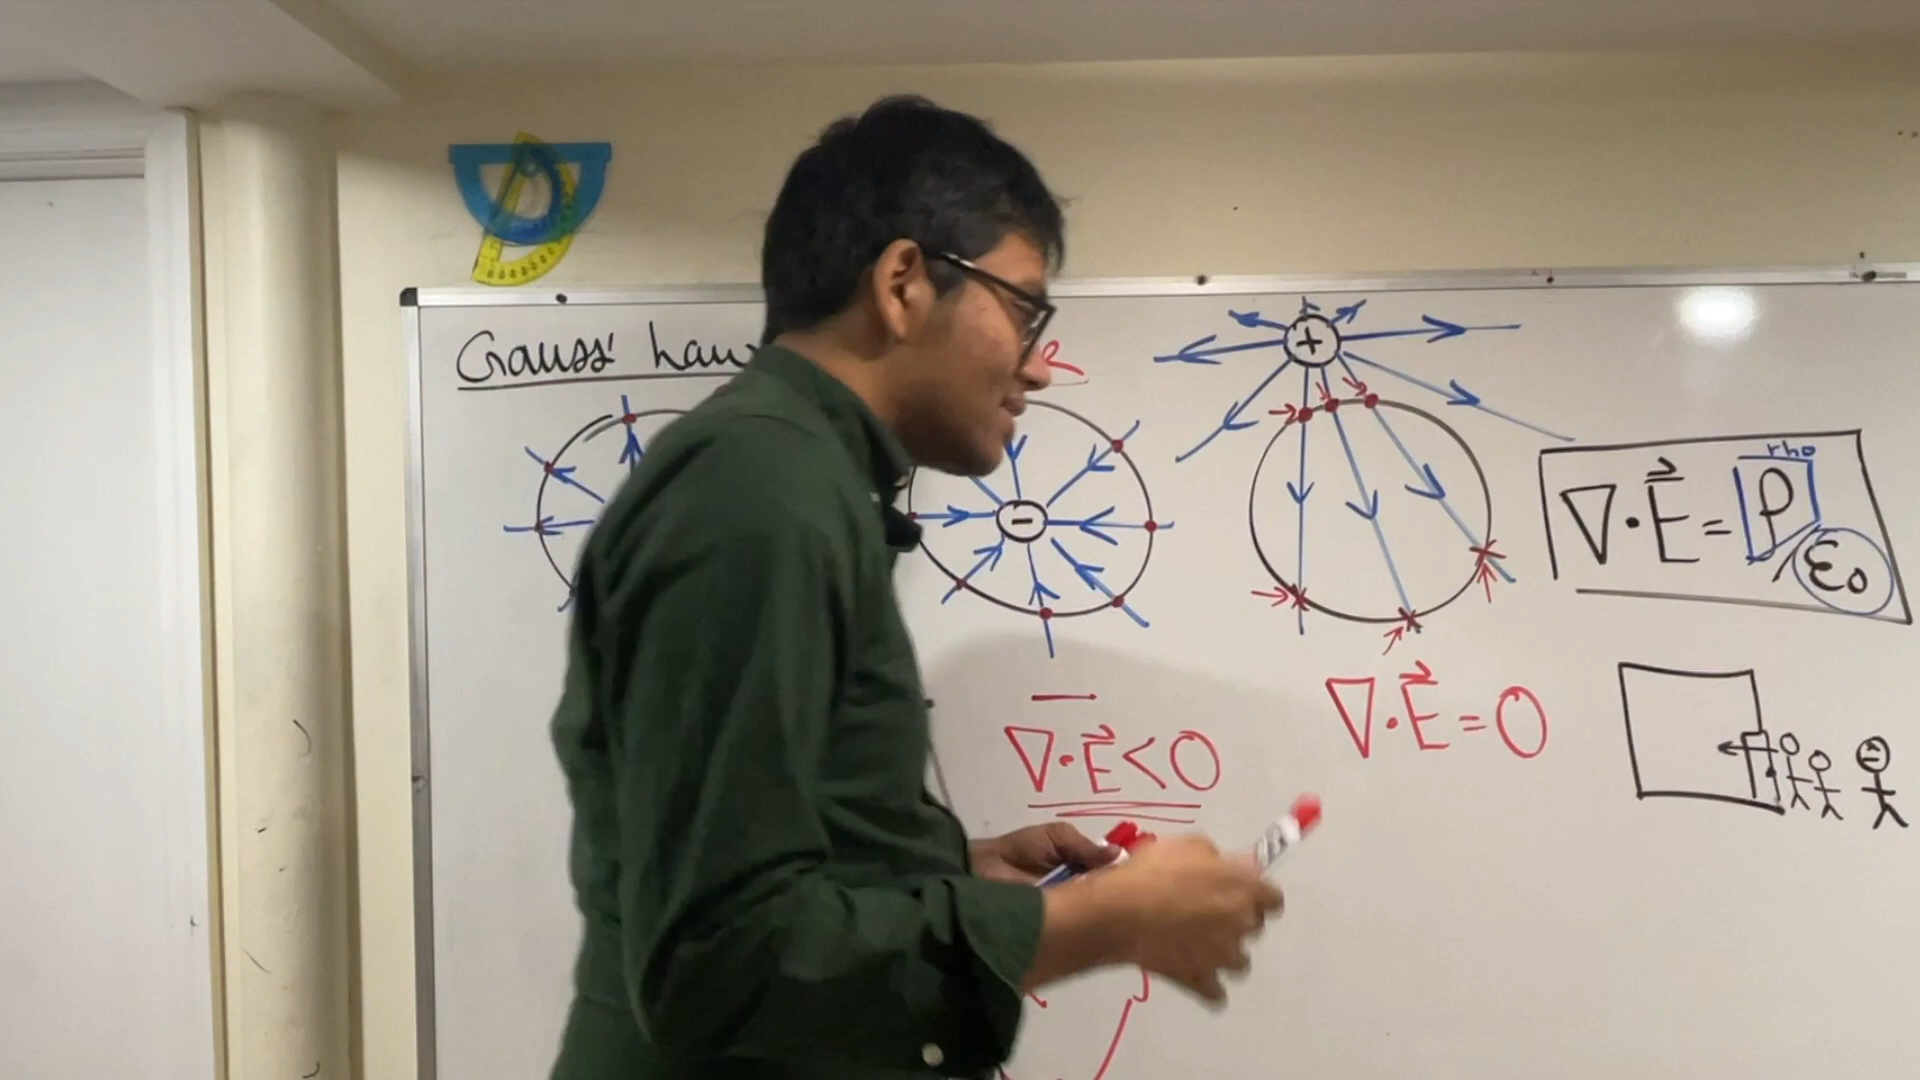 Gauss' Law
R
+
-
rho
∇·E⃗ = ρ/ε0
∇·E⃗<0
∇·E⃗=0